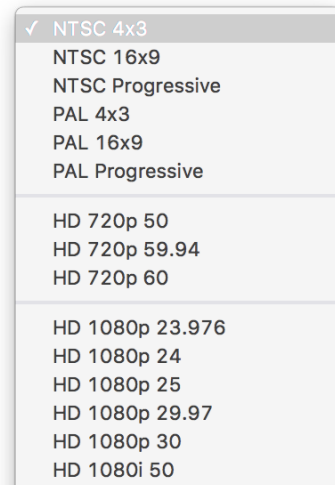 ✓ NTSC 4x3
NTSC 16x9
NTSC Progressive
PAL 4x3
PAL 16x9
PAL Progressive
HD 720p 50
HD 720p 59.94
HD 720p 60
HD 1080p 23.976
HD 1080p 24
HD 1080p 25
HD 1080p 29.97
HD 1080p 30
HD 1080i 50